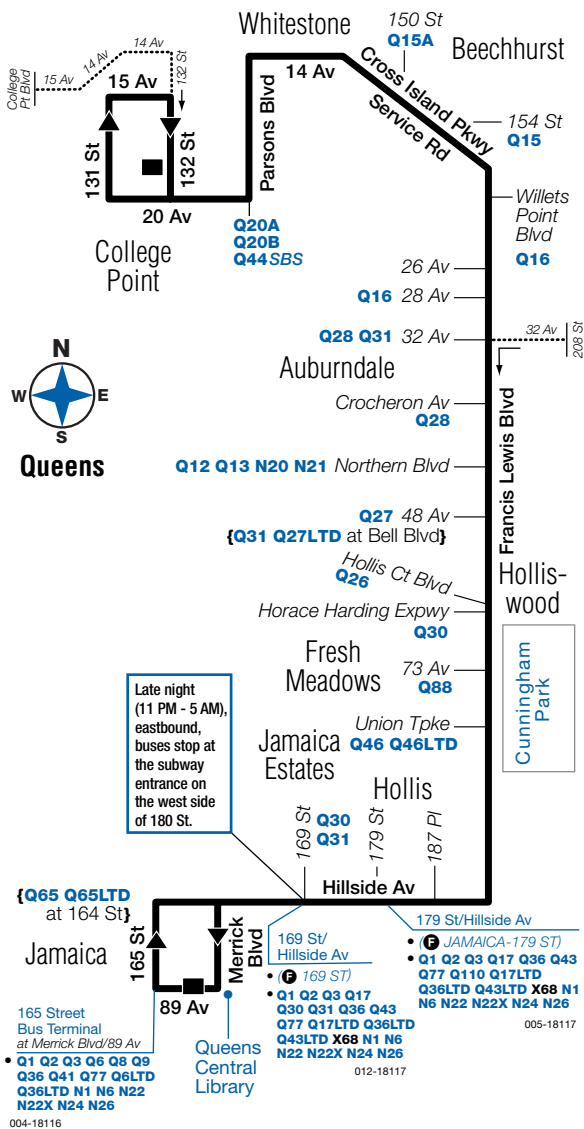 Whitestone
150 St
Q15A
Beechhurst
14 Av
14 Av
15 Av
College
Pt Blvd
132 St
15 Av
14 Av
Cross Island Pkwy
Service Rd
154 St
Q15
Parsons Blvd
131 St
132 St
20 Av
Q20A
Q20B
Q44 SBS
College
Point
Willets
Point
Blvd
Q16
26 Av
Q16 28 Av
Q28 Q31 32 Av
32 Av
208 St
Auburndale
Crocheron Av
Q28
N
W E
S
Queens
Q12 Q13 N20 N21 Northern Blvd
Francis Lewis Blvd
Q27 48 Av
{Q31 Q27LTD at Bell Blvd}
Hollis Ct Blvd
Q26
Hollis-
wood
Horace Harding Expwy
Q30
Fresh
Meadows
73 Av
Q88
Cunningham
Park
Union Tpke
Q46 Q46LTD
Late night
(11 PM - 5 AM),
eastbound,
buses stop at
the subway
entrance on
the west side
of 180 St.
Jamaica
Estates
Hollis
169 St
Q30
Q31
179 St
187 Pl
Hillside Av
{Q65 Q65LTD
at 164 St}
Jamaica
165 St
Merrick
Blvd
89 Av
169 St/
Hillside Av
• (F 169 ST)
• Q1 Q2 Q3 Q17
Q30 Q31 Q36 Q43
Q77 Q17LTD Q36LTD
Q43LTD X68 N1 N6
N22 N22X N24 N26
012-18117
179 St/Hillside Av
• (F JAMAICA-179 ST)
• Q1 Q2 Q3 Q17 Q36 Q43
Q77 Q110 Q17LTD
Q36LTD Q43LTD X68 N1
N6 N22 N22X N24 N26
005-18117
165 Street
Bus Terminal
at Merrick Blvd/89 Av
• Q1 Q2 Q3 Q6 Q8 Q9
Q36 Q41 Q77 Q6LTD
Q36LTD N1 N6 N22
N22X N24 N26
004-18116
Queens
Central
Library